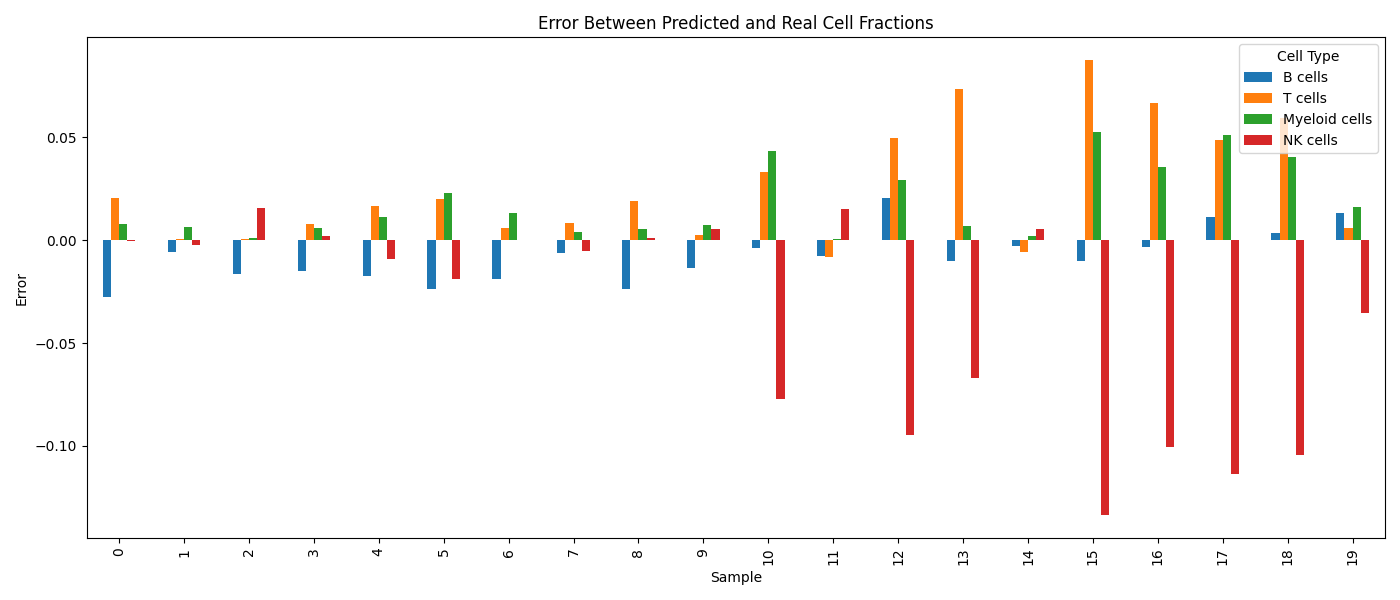 Error Between Predicted and Real Cell Fractions
Cell Type
B cells
T cells
Myeloid cells
NK cells
0.05
0.00
−0.05
−0.10
Error
0 1 2 3 4 5 6 7 8 9 10 11 12 13 14 15 16 17 18 19
Sample